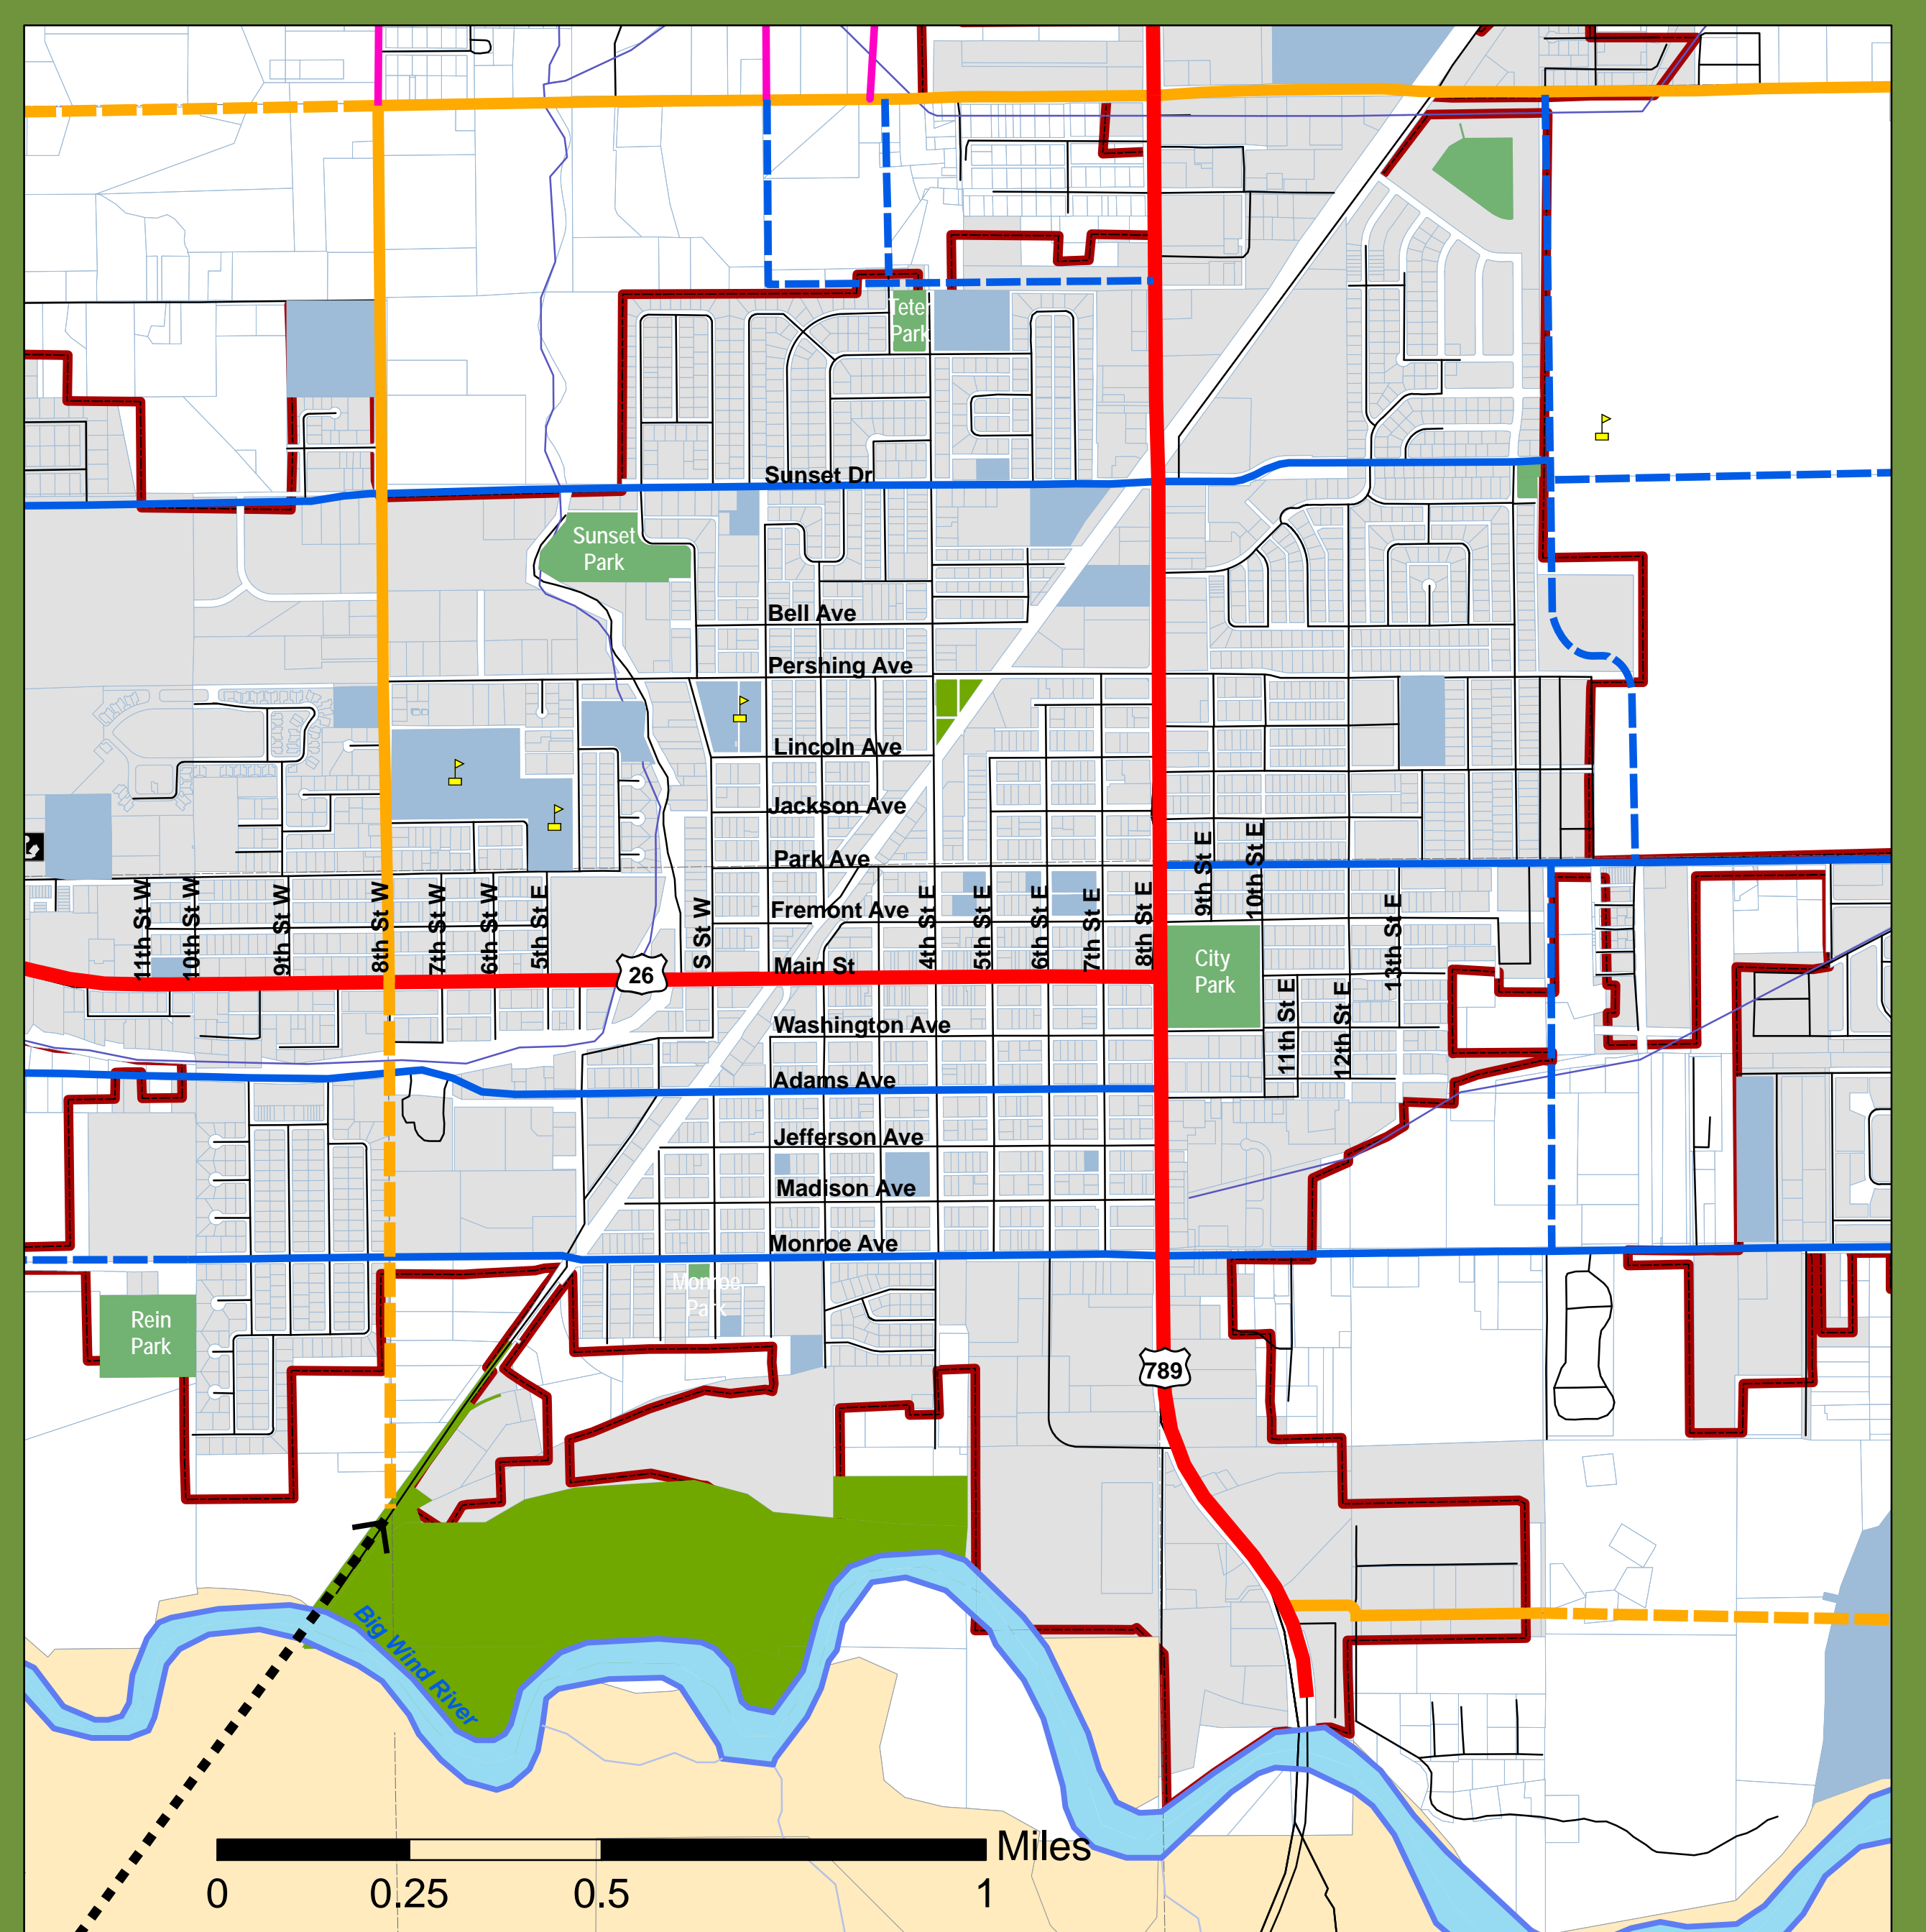 Teter
Park
Sunset Dr
Sunset
Park
Bell Ave
Pershing Ave
Lincoln Ave
Jackson Ave
Park Ave
9th St E
10th St E
11th St W
10th St W
9th St W
8th St W
7th St W
6th St W
5th St E
S St W
Fremont Ave
4th St E
5th St E
6th St E
7th St E
8th St E
13th St E
City
Park
26
Main St
11th St E
12th St E
Washington Ave
Adams Ave
Jefferson Ave
Madison Ave
Monroe Ave
Monroe
Park
Rein
Park
789
Big Wind River
Miles
0
0.25
0.5
1